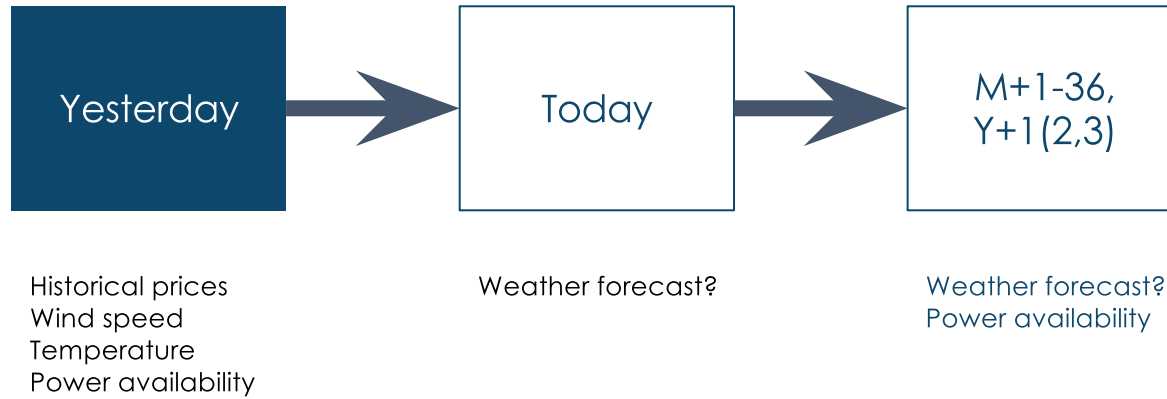 Yesterday
Today
M+1-36,
Y+1(2,3)
Historical prices
Wind speed
Temperature
Power availability
Weather forecast?
Weather forecast?
Power availability